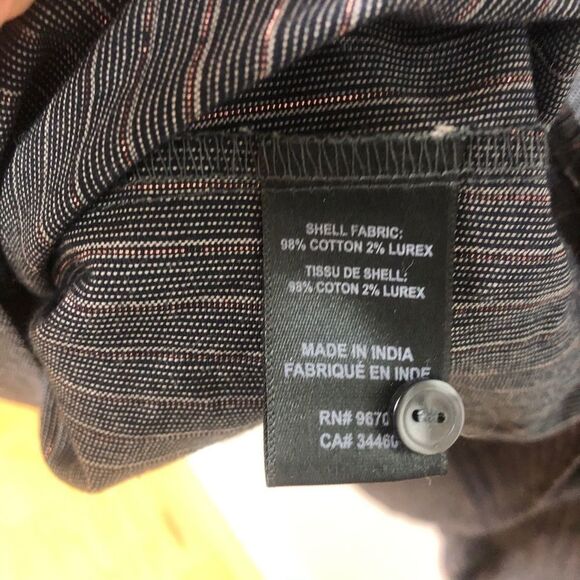 SHELL FABRIC:
98% COTTON 2% LUREX
TISSU DE SHELL:
98% COTON 2% LUREX
MADE IN INDIA
FABRIQUÉ EN INDE
RN# 9670
CA# 34460